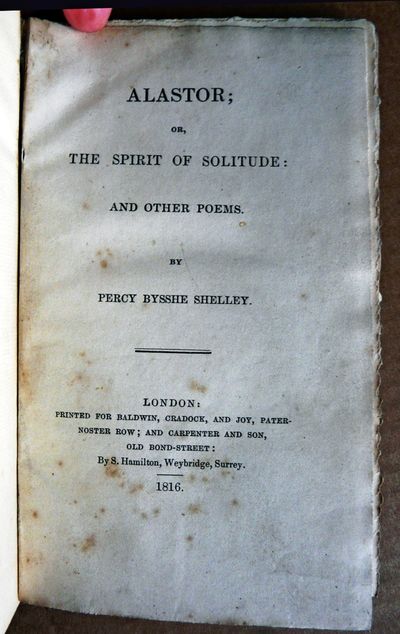 ALASTOR;
OR,
THE SPIRIT OF SOLITUDE:
AND OTHER POEMS.
BY
PERCY BYSSHE SHELLEY.
LONDON:
PRINTED FOR BALDWIN, CRADOCK, AND JOY, PATER-
NOSTER ROW; AND CARPENTER AND SON,
OLD BOND-STREET:
By S. Hamilton, Weybridge, Surrey.
1816.